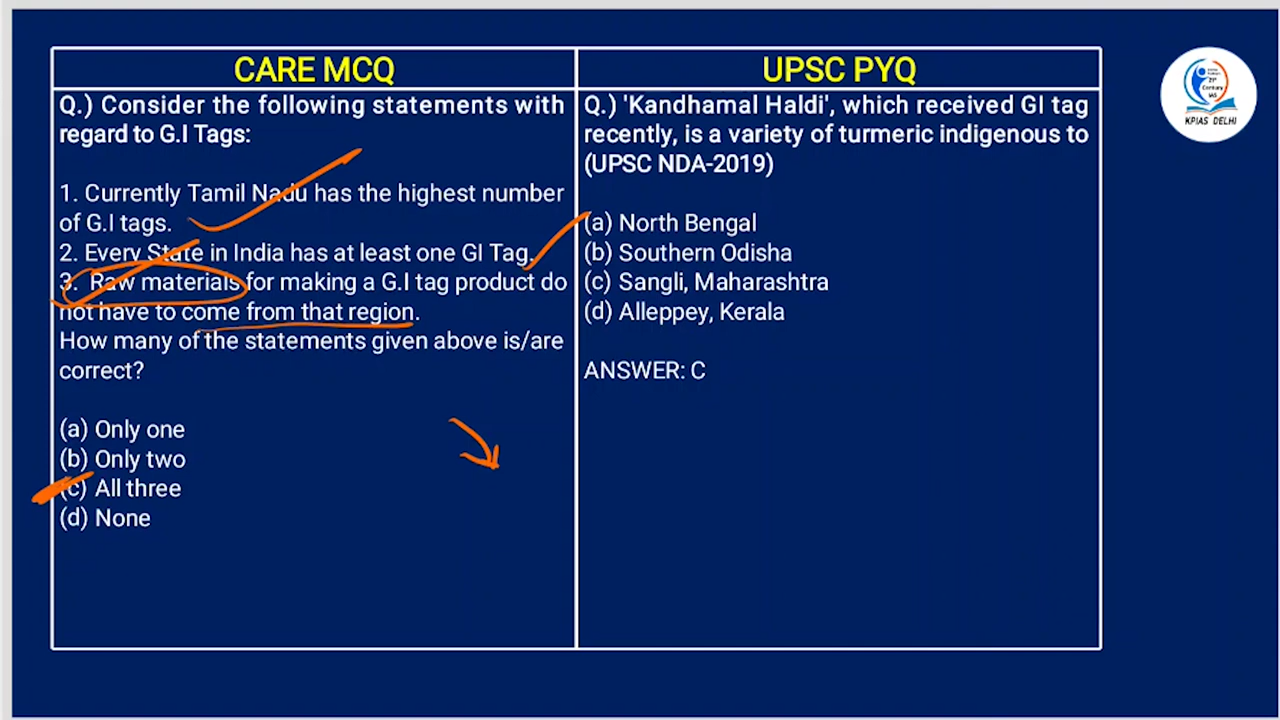 CARE MCQ
Q.) Consider the following statements with
regard to G.I Tags:
1. Currently Tamil Nadu has the highest number
of G.I tags.
2. Every State in India has at least one GI Tag.
3. Raw materials for making a G.I tag product do
not have to come from that region.
How many of the statements given above is/are
correct?
(a) Only one
(b) Only two
(c) All three
(d) None
UPSC PYQ
Q.) 'Kandhamal Haldi', which received GI tag
recently, is a variety of turmeric indigenous to
(UPSC NDA-2019)
(a) North Bengal
(b) Southern Odisha
(c) Sangli, Maharashtra
(d) Alleppey, Kerala
ANSWER: C
21st
Century
IAS
KPIAS DELHI